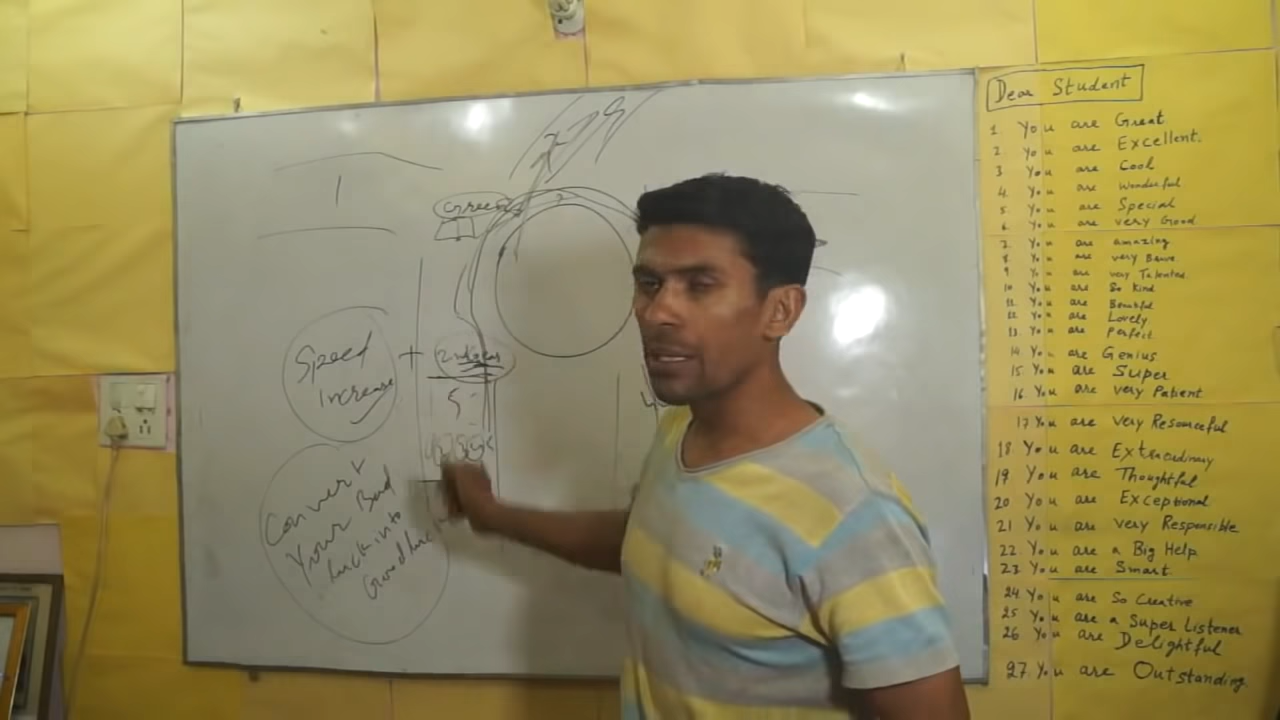 Green
Speed
increase
+
5
Convert
Your Bad
luck into
Good luc
Dear Student
1. You are Great
2 You are Excellent.
3 You are Cool
4. You are Wonderful
5. You are Special
6 You are very Good
7. You are amazing
8 You are very Brave
9 You are very Talented.
10 You are So Kind
11. You are Beautiful
12. You are Lovely
13. You are Perfect
14. You are Genius
15. You are Super
16. You are very Patient
17 You are very Resourceful
18. You are Extraordinary
19 You are Thoughtful
20 You are Exceptional
21 You are very Responsible
22. You are a Big Help
23 You are Smart
24. You are So Creative
25 You are a Super Listener
26 You are Delightful
27. You are Outstanding